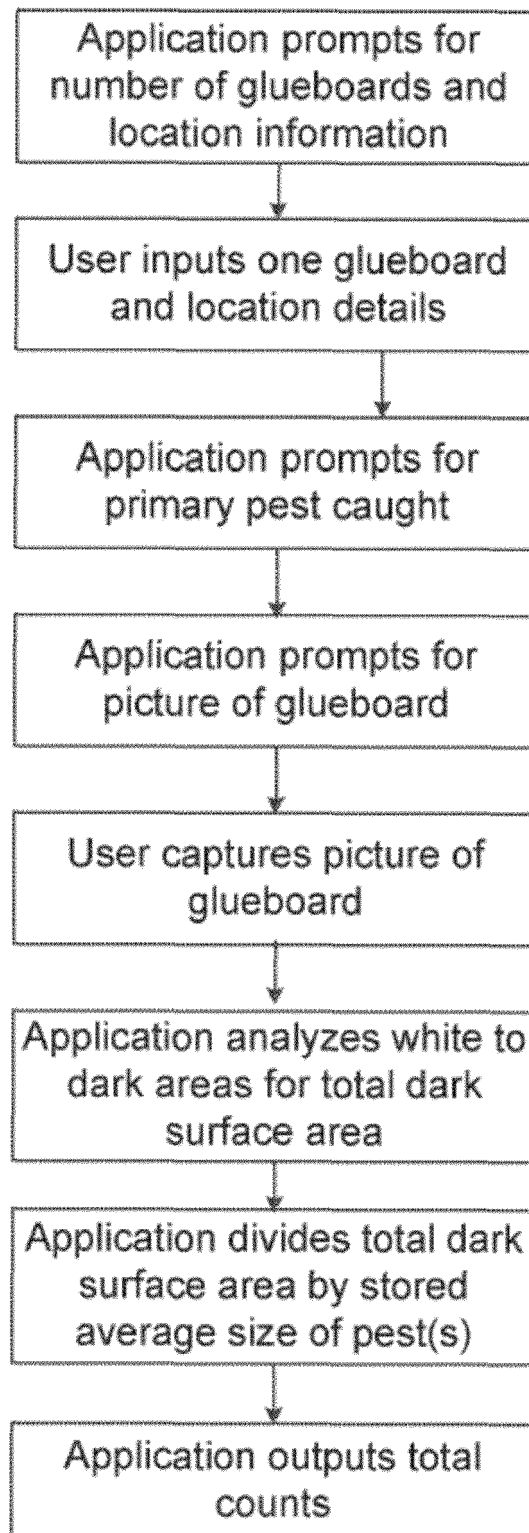 Application prompts for
number of glueboards and
location information
User inputs one glueboard
and location details
Application prompts for
primary pest caught
Application prompts for
picture of glueboard
User captures picture of
glueboard
Application analyzes white to
dark areas for total dark
surface area
Application divides total dark
surface area by stored
average size of pest(s)
Application outputs total
counts